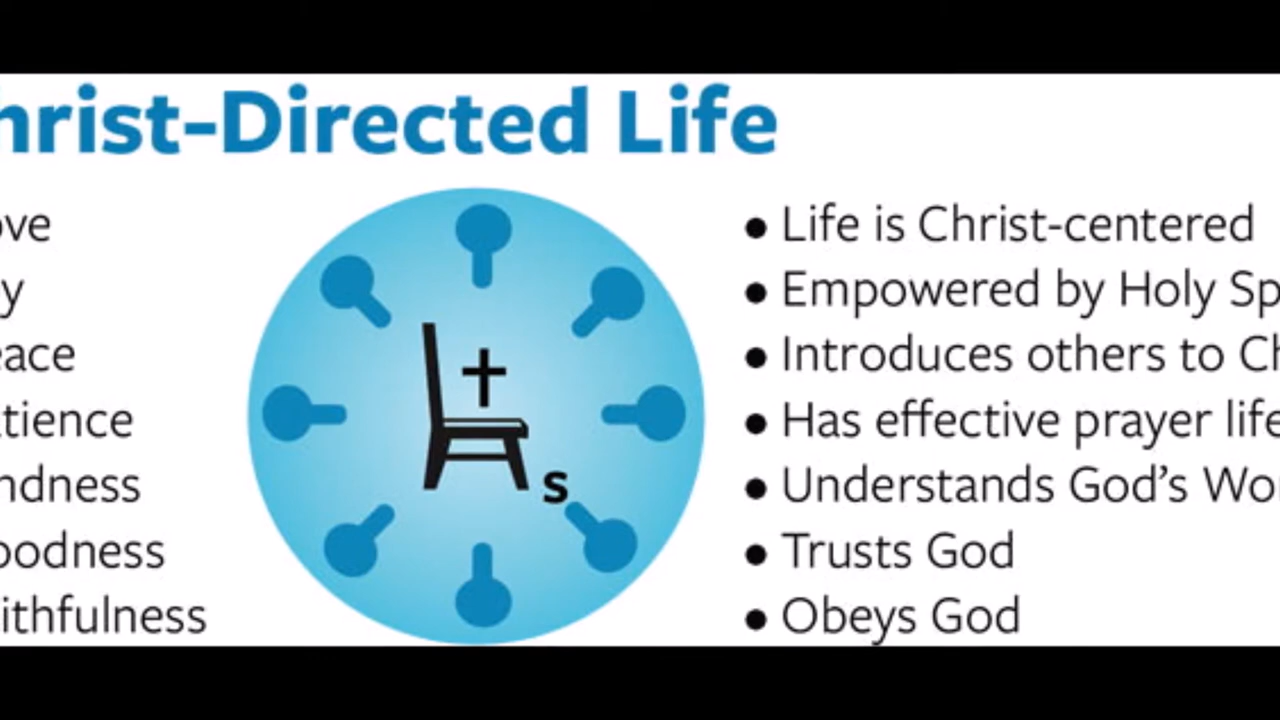 hrist-Directed Life
ove
y
eace
tience
ndness
oodness
ithfulness
s
● Life is Christ-centered
● Empowered by Holy Sp
● Introduces others to Ch
● Has effective prayer life
● Understands God’s Wo
● Trusts God
● Obeys God